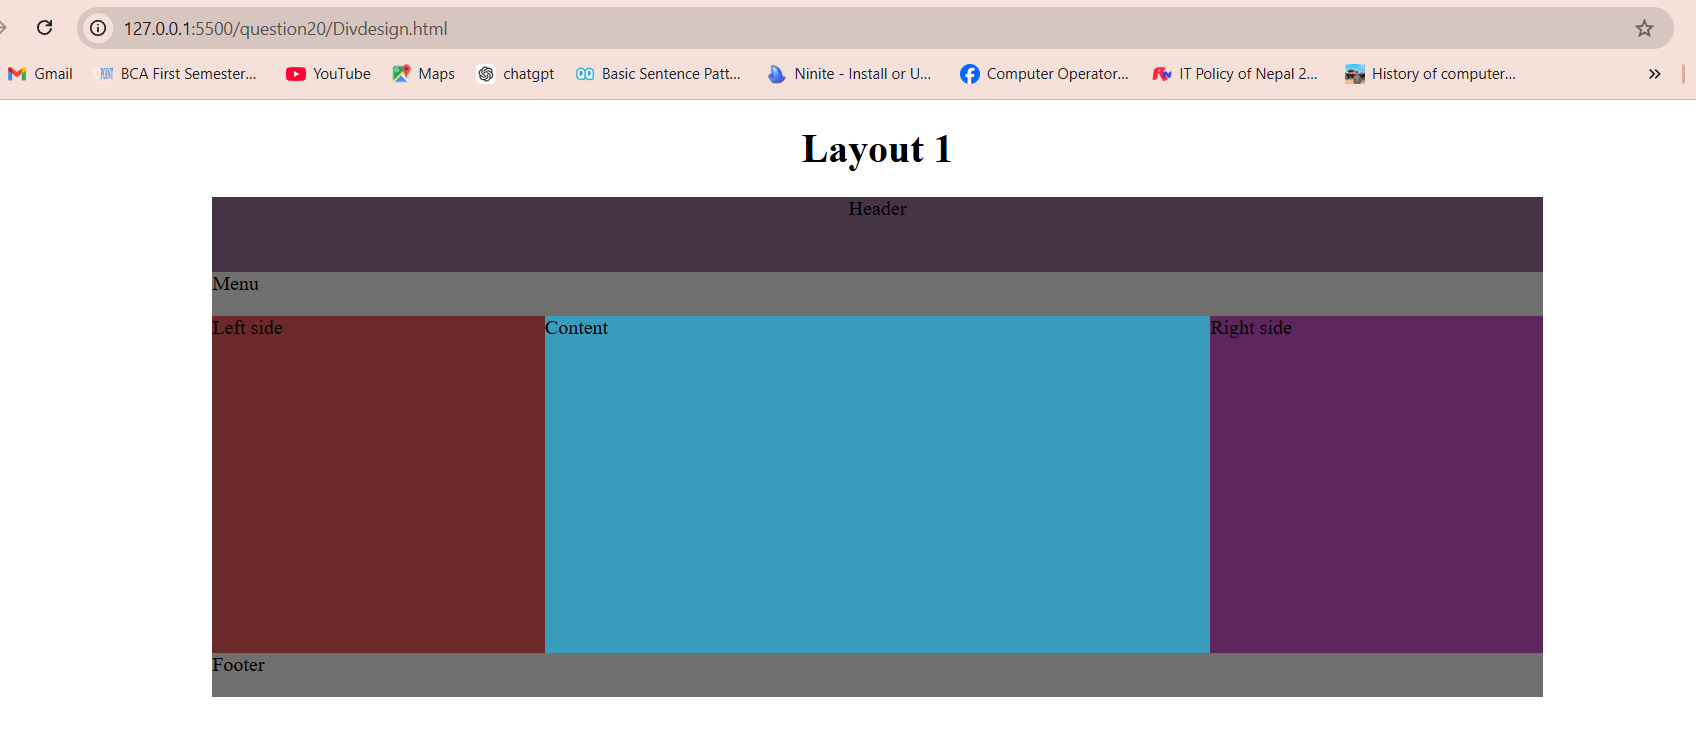 127.0.0.1:5500/question20/Divdesign.html
Gmail BCA First Semester... YouTube Maps chatgpt Basic Sentence Patt... Ninite - Install or U... Computer Operator... IT Policy of Nepal 2... History of computer... »
Layout 1
Header
Menu
Left side Content Right side
Footer